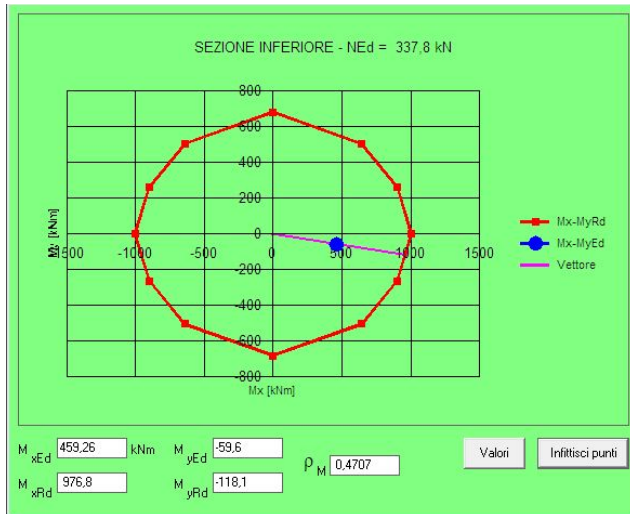 SEZIONE INFERIORE - NEd = 337,8 kN
800
600
400
200
0
-200
-400
-600
-800
-1500
-1000
-500
0
500
1000
1500
My [kNm]
Mx [kNm]
Mx-MyRd
Mx-MyEd
Vettore
M xEd 459,26 kNm M yEd -59,6
M xRd 976,8 M yRd -118,1
ρ M 0,4707
Valori
Infittisci punti